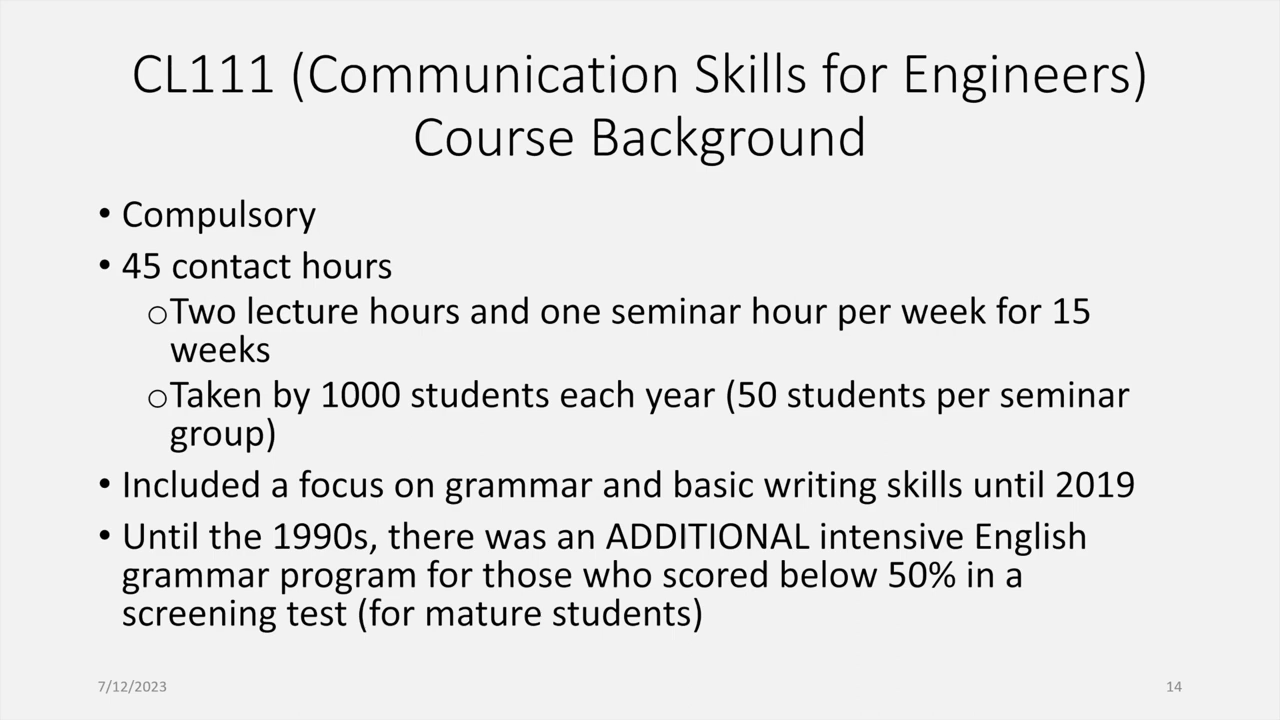 CL111 (Communication Skills for Engineers)
Course Background
• Compulsory
• 45 contact hours
oTwo lecture hours and one seminar hour per week for 15
weeks
oTaken by 1000 students each year (50 students per seminar
group)
• Included a focus on grammar and basic writing skills until 2019
• Until the 1990s, there was an ADDITIONAL intensive English
grammar program for those who scored below 50% in a
screening test (for mature students)
7/12/2023
14